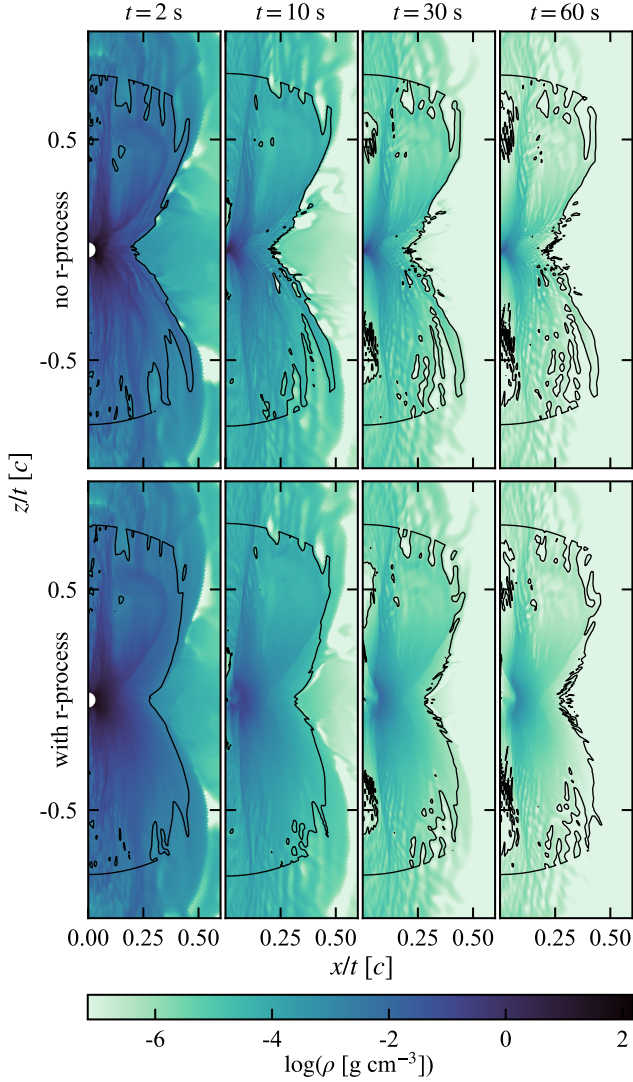 t = 2 s t = 10 s t = 30 s t = 60 s
0.5
no r-process
-0.5
z/t [c]
0.5
with r-process
-0.5
0.00 0.25 0.50 0.25 0.50 0.25 0.50 0.25 0.50
x/t [c]
-6 -4 -2 0 2
log(ρ [g cm⁻³])